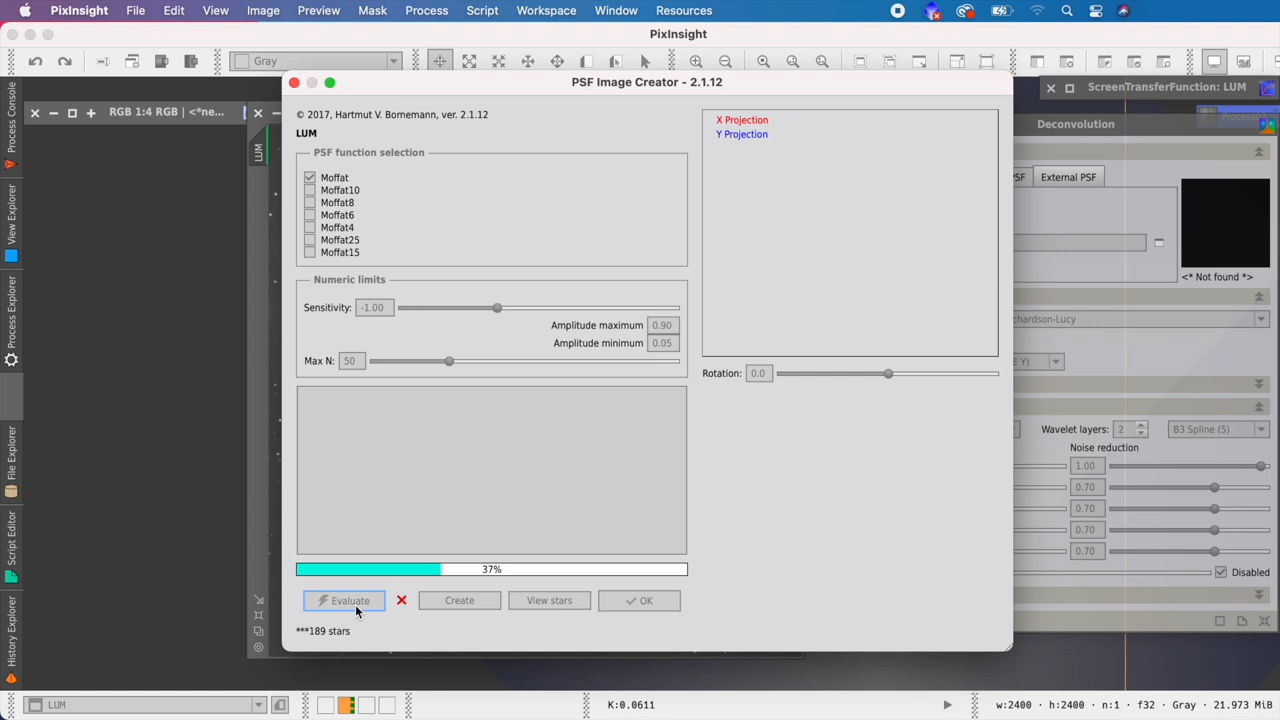 PixInsight File Edit View Image Preview Mask Process Script Workspace Window Resources
PixInsight
Gray
PSF Image Creator - 2.1.12
ScreenTransferFunction: LUM
RGB 1:4 RGB | <*ne...
Deconvolution
© 2017, Hartmut V. Bornemann, ver. 2.1.12
LUM
PSF function selection
Moffat
Moffat10
Moffat8
Moffat6
Moffat4
Moffat25
Moffat15
Numeric limits
Sensitivity: -1.00
Amplitude maximum 0.90
Amplitude minimum 0.05
Max N: 50
37%
Evaluate Create View stars OK
***189 stars
X Projection
Y Projection
Rotation: 0.0
PSF External PSF
<* Not found *>
chardson-Lucy
E Y)
Wavelet layers: 2 B3 Spline (5)
Noise reduction
1.00
0.70
0.70
0.70
0.70
Disabled
Process Console
View Explorer
Process Explorer
File Explorer
Script Editor
History Explorer
LUM
LUM
K:0.0611
w:2400 · h:2400 · n:1 · f32 · Gray · 21.973 MiB